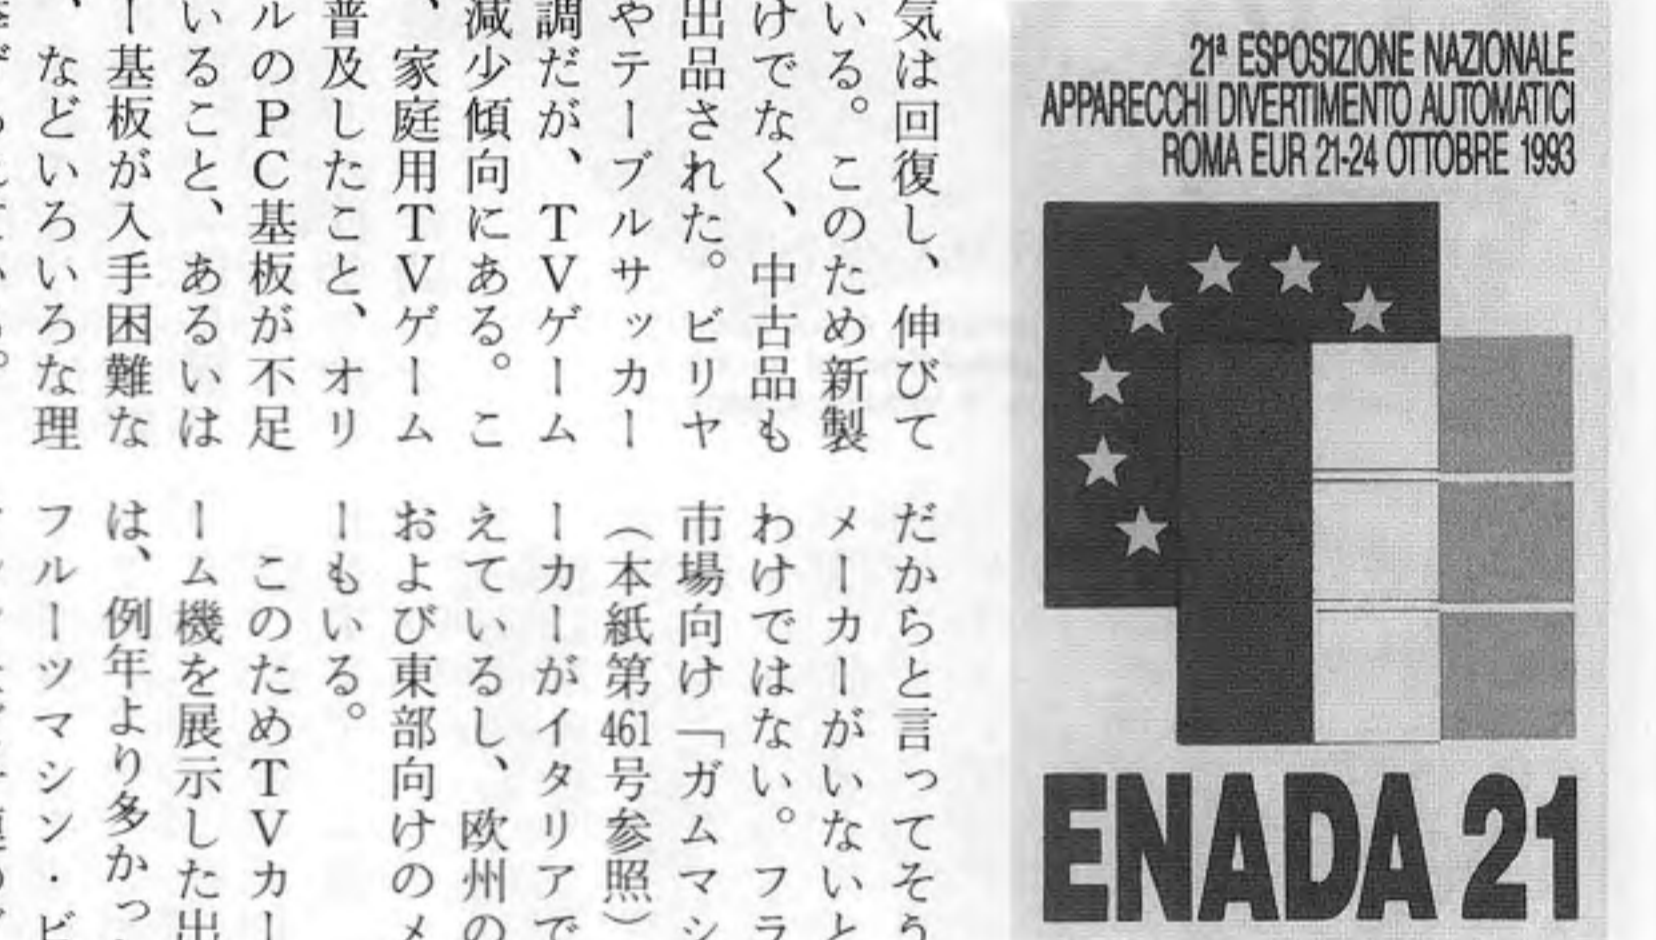 気は回復し、伸びて
いる。このため新製
けでなく、中古品も
出品された。ビリヤ
やテーブルサッカー
調だが、TVゲーム
減少傾向にある。こ
、家庭用TVゲーム
普及したこと、オリ
ルのPC基板が不足
いること、あるいは
ー基板が入手困難な
、などいろいろな理
だからと言ってそう
メーカーがいないと
わけではない。フラ
市場向け「ガムマシ
（本紙第461号参照）
ーカーがイタリアで
えているし、欧州の
および東部向けのメ
ーもいる。
このためTVカー
ーム機を展示した出
は、例年より多かっ
フルーツマシン・ビ
21ª ESPOSIZIONE NAZIONALE
APPARECCHI DIVERTIMENTO AUTOMATICI
ROMA EUR 21-24 OTTOBRE 1993
ENADA 21